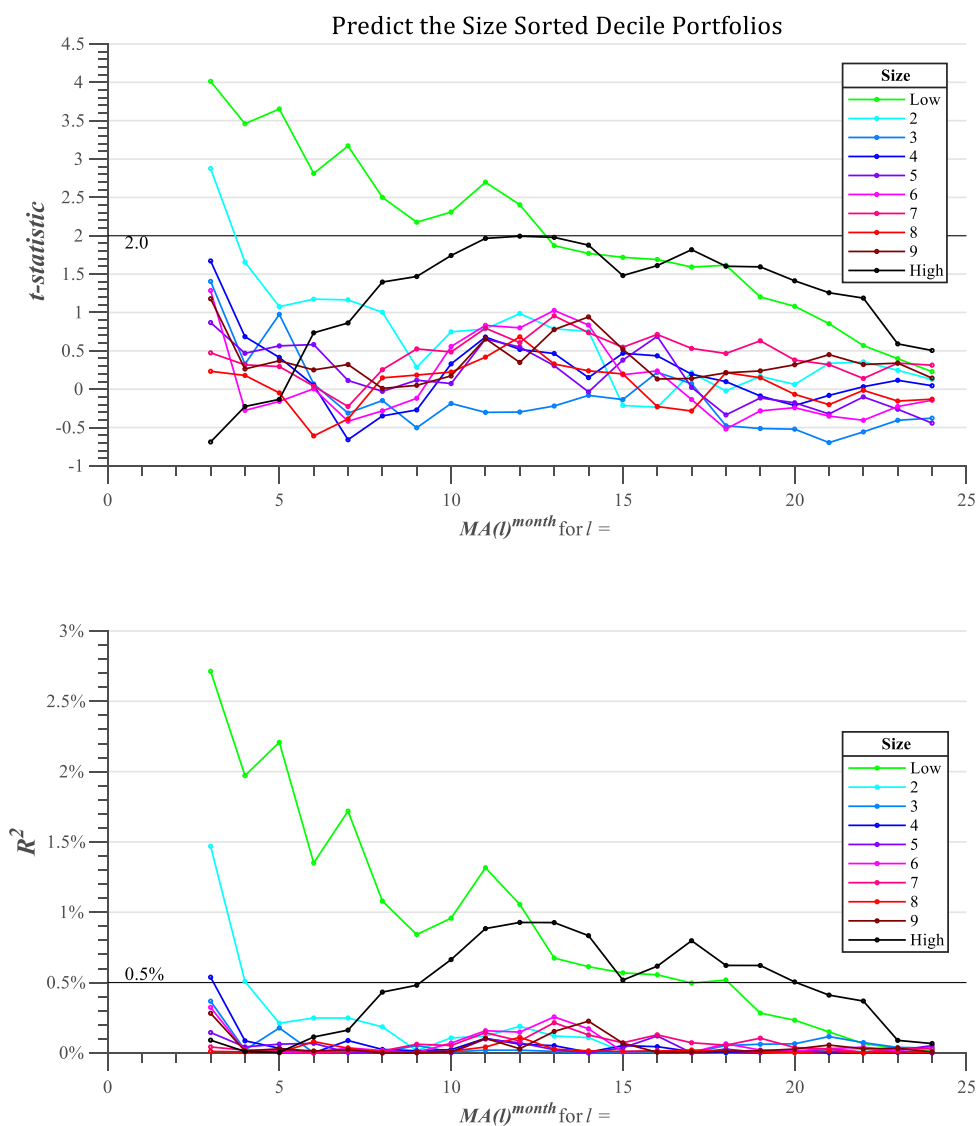 Predict the Size Sorted Decile Portfolios
4.5
4
3.5
3
2.5
2
1.5
1
0.5
0
-0.5
-1
t-statistic
2.0
Size
Low
2
3
4
5
6
7
8
9
High
0 5 10 15 20 25
MA(l)^month for l =
3%
2.5%
2%
1.5%
1%
0.5%
0%
R²
0.5%
Size
Low
2
3
4
5
6
7
8
9
High
0 5 10 15 20 25
MA(l)^month for l =